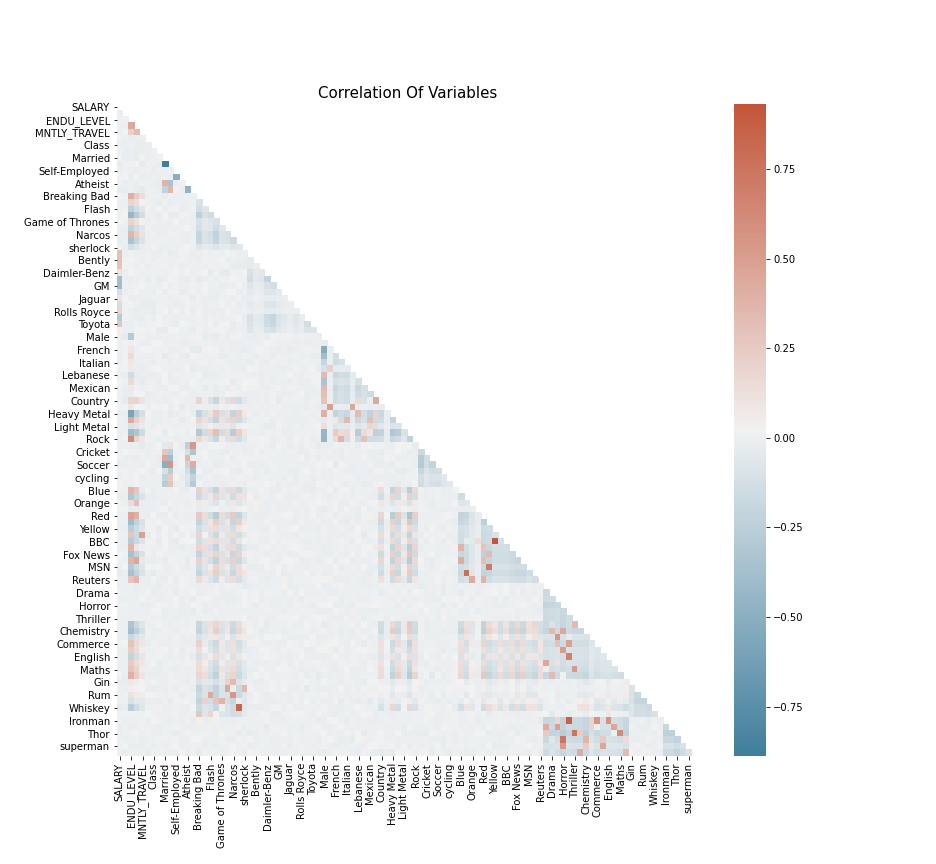 Correlation Of Variables
SALARY
ENDU_LEVEL
MNTLY_TRAVEL
Class
Married
Self-Employed
Atheist
Breaking Bad
Flash
Game of Thrones
Narcos
sherlock
Bently
Daimler-Benz
GM
Jaguar
Rolls Royce
Toyota
Male
French
Italian
Lebanese
Mexican
Country
Heavy Metal
Light Metal
Rock
Cricket
Soccer
cycling
Blue
Orange
Red
Yellow
BBC
Fox News
MSN
Reuters
Drama
Horror
Thriller
Chemistry
Commerce
English
Maths
Gin
Rum
Whiskey
Ironman
Thor
superman
SALARY
ENDU_LEVEL
MNTLY_TRAVEL
Class
Married
Self-Employed
Atheist
Breaking Bad
Flash
Game of Thrones
Narcos
sherlock
Bently
Daimler-Benz
GM
Jaguar
Rolls Royce
Toyota
Male
French
Italian
Lebanese
Mexican
Country
Heavy Metal
Light Metal
Rock
Cricket
Soccer
cycling
Blue
Orange
Red
Yellow
BBC
Fox News
MSN
Reuters
Drama
Horror
Thriller
Chemistry
Commerce
English
Maths
Gin
Rum
Whiskey
Ironman
Thor
superman
0.75
0.50
0.25
0.00
−0.25
−0.50
−0.75